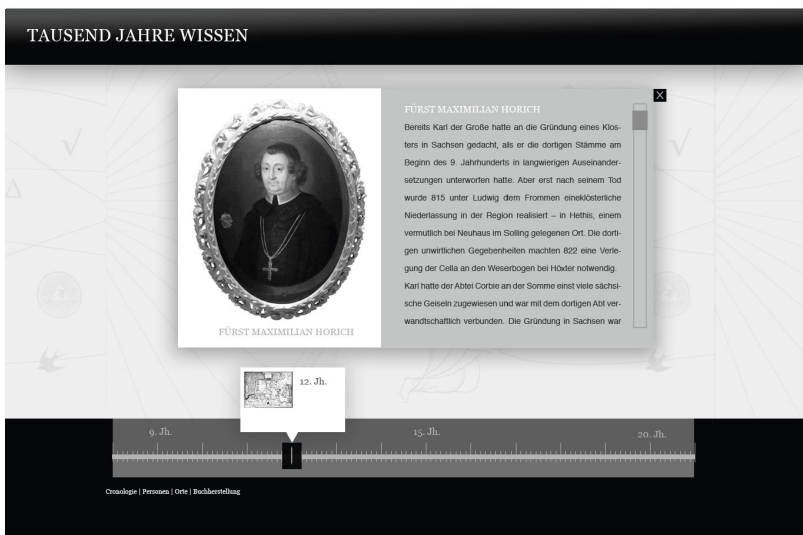 TAUSEND JAHRE WISSEN
X
FÜRST MAXIMILIAN HORICH
Bereits Karl der Große hatte an die Gründung eines Klos-
ters in Sachsen gedacht, als er die dortigen Stämme am
Beginn des 9. Jahrhunderts in langwierigen Auseinander-
setzungen unterworfen hatte. Aber erst nach seinem Tod
wurde 815 unter Ludwig dem Frommen eineklösterliche
Niederlassung in der Region realisiert – in Hethis, einem
vermutlich bei Neuhaus im Solling gelegenen Ort. Die dorti-
gen unwirtlichen Gegebenheiten machten 822 eine Verle-
gung der Cella an den Weserbogen bei Höxter notwendig.
Karl hatte der Abtei Corbie an der Somme einst viele sächsi-
sche Geiseln zugewiesen und war mit dem dortigen Abt ver-
wandtschaftlich verbunden. Die Gründung in Sachsen war
FÜRST MAXIMILIAN HORICH
12. Jh.
9. Jh.
15. Jh.
20. Jh.
Cronologie | Personen | Orte | Buchherstellung